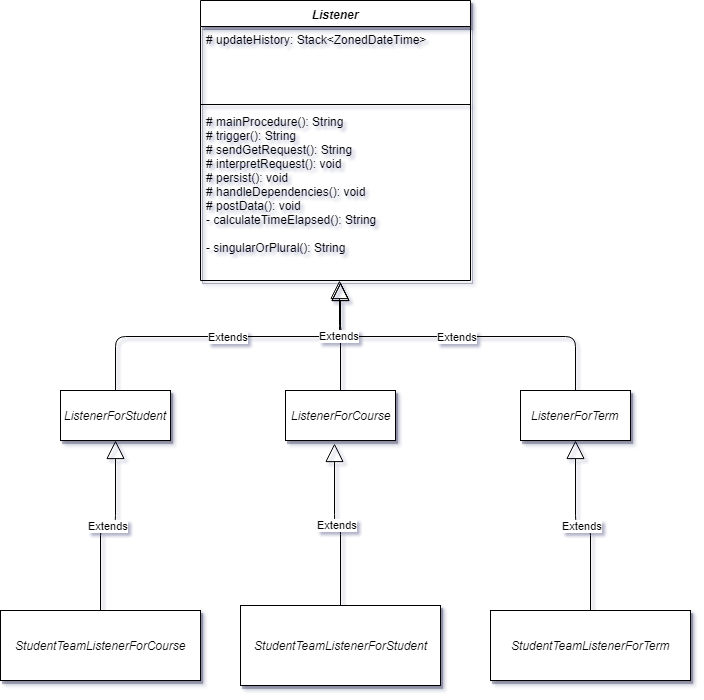 Listener
# updateHistory: Stack<ZonedDateTime>
# mainProcedure(): String
# trigger(): String
# sendGetRequest(): String
# interpretRequest(): void
# persist(): void
# handleDependencies(): void
# postData(): void
- calculateTimeElapsed(): String
- singularOrPlural(): String
Extends
Extends
Extends
ListenerForStudent
ListenerForCourse
ListenerForTerm
Extends
Extends
Extends
StudentTeamListenerForCourse
StudentTeamListenerForStudent
StudentTeamListenerForTerm